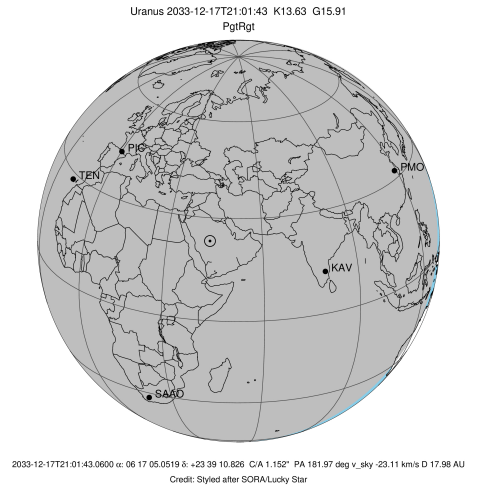 Uranus 2033-12-17T21:01:43 K13.63 G15.91
PgtRgt
PIC
TEN
PMO
KAV
SAAO
2033-12-17T21:01:43.0600 α: 06 17 05.0519 δ: +23 39 10.826 C/A 1.152" PA 181.97 deg v_sky -23.11 km/s D 17.98 AU
Credit: Styled after SORA/Lucky Star